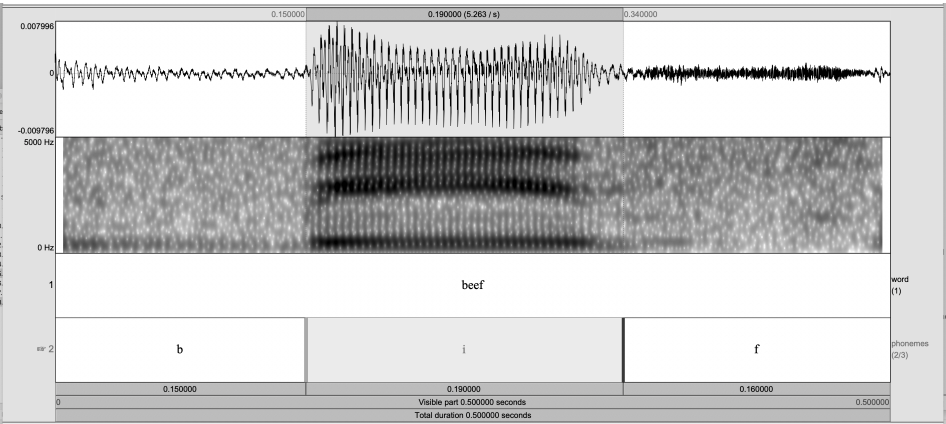 0.150000 0.190000 (5.263 / s) 0.340000
0.007996
0
-0.009796
5000 Hz
0 Hz
1 beef word
(1)
☞ 2 b i f phonemes
(2/3)
0.150000 0.190000 0.160000
0 Visible part 0.500000 seconds 0.500000
Total duration 0.500000 seconds